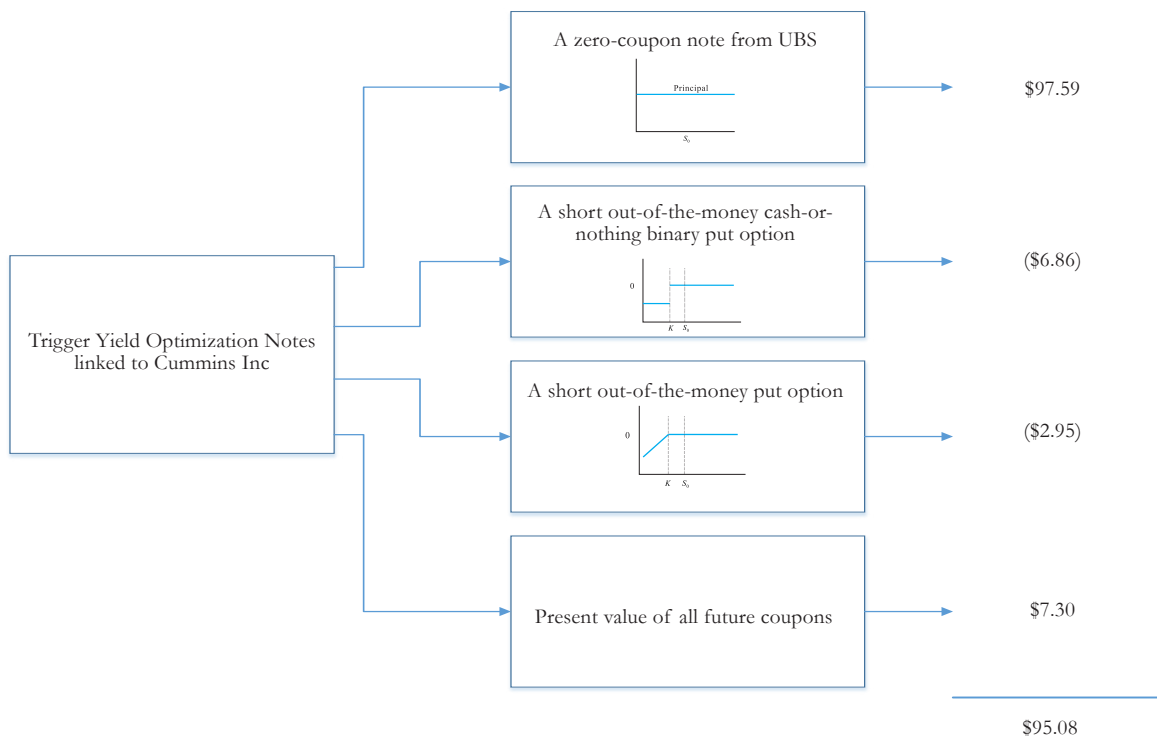 A zero-coupon note from UBS
Principal
S₀
$97.59
A short out-of-the-money cash-or-
nothing binary put option
0
K S₀
($6.86)
Trigger Yield Optimization Notes
linked to Cummins Inc
A short out-of-the-money put option
0
K S₀
($2.95)
Present value of all future coupons
$7.30
$95.08